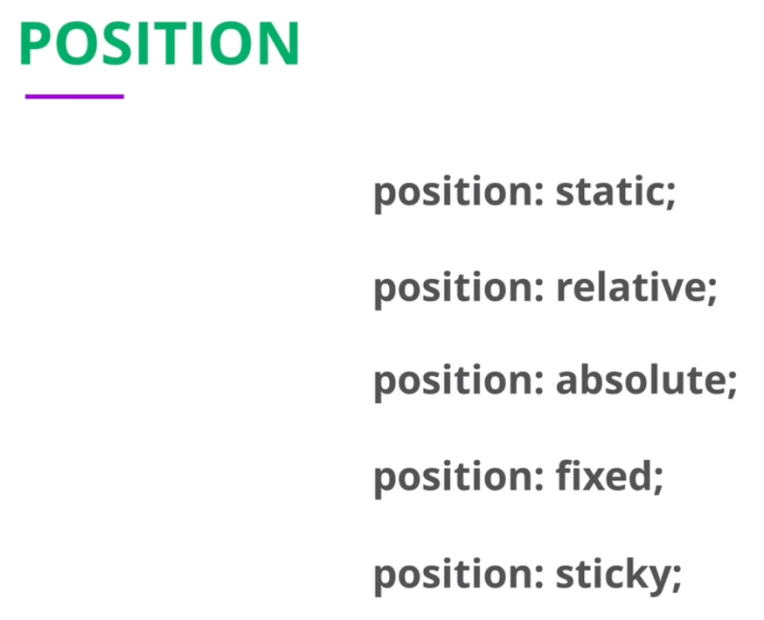 POSITION
position: static;
position: relative;
position: absolute;
position: fixed;
position: sticky;